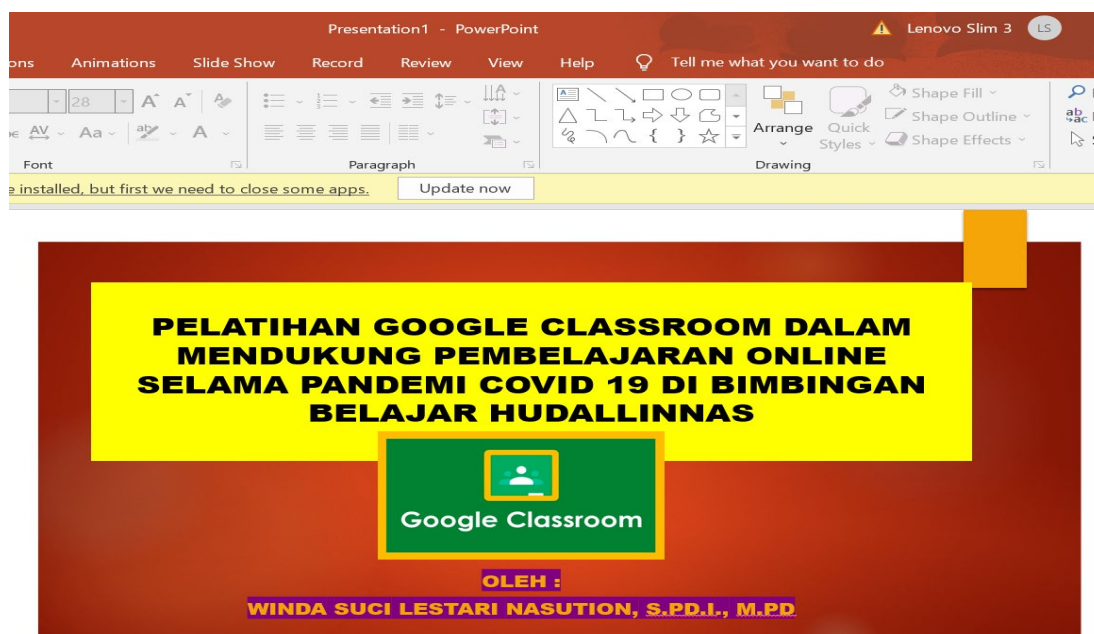 Presentation1 - PowerPoint
Lenovo Slim 3 LS
ons Animations Slide Show Record Review View Help Tell me what you want to do
28 A A
AV Aa A
Arrange
Quick Styles
Shape Fill
Shape Outline
Shape Effects
Font Paragraph Drawing
e installed, but first we need to close some apps. Update now
PELATIHAN GOOGLE CLASSROOM DALAM
MENDUKUNG PEMBELAJARAN ONLINE
SELAMA PANDEMI COVID 19 DI BIMBINGAN
BELAJAR HUDALLINNAS
Google Classroom
OLEH :
WINDA SUCI LESTARI NASUTION, S.PD.I., M.PD